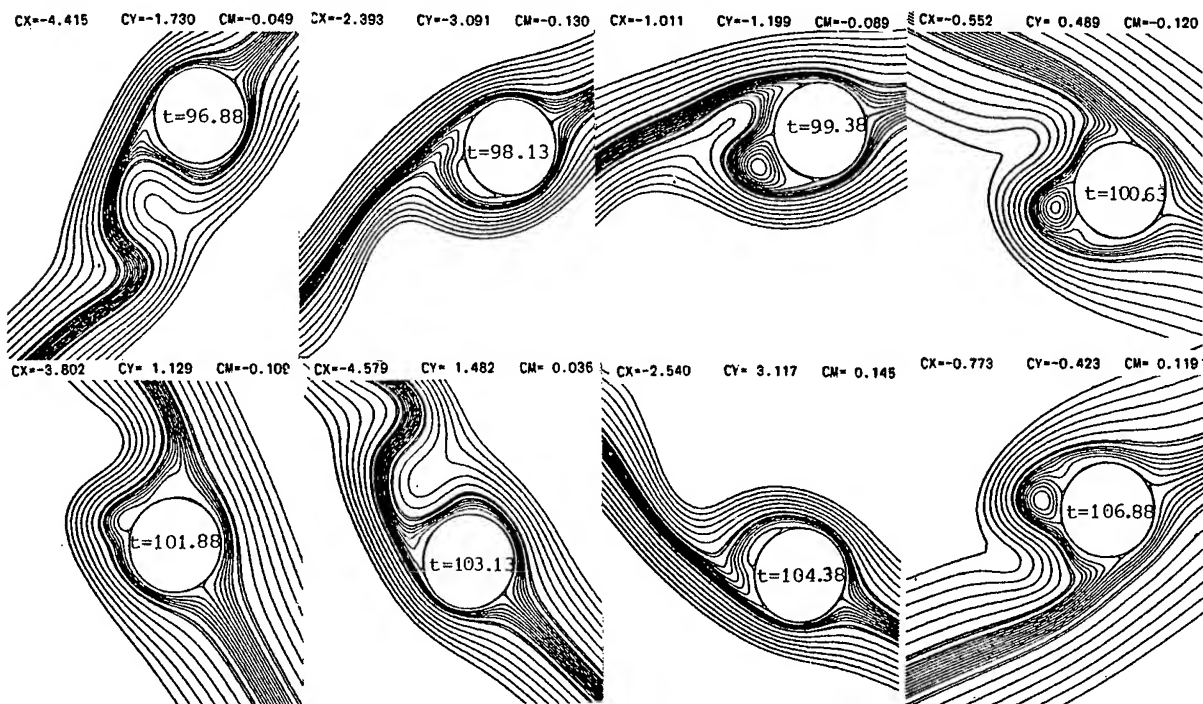 CX=-4.415 CY=-1.730 CM=-0.049
CX=-2.393 CY=-3.091 CM=-0.130
CX=-1.011 CY=-1.199 CM=-0.089
CX=-0.552 CY= 0.489 CM=-0.120
t=96.88
t=98.13
t=99.38
t=100.63
CX=-3.802 CY= 1.129 CM=-0.109
CX=-4.579 CY= 1.482 CM= 0.036
CX=-2.540 CY= 3.117 CM= 0.145
CX=-0.773 CY=-0.423 CM= 0.119
t=101.88
t=103.13
t=104.38
t=106.88